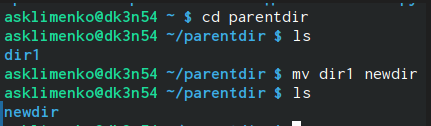 asklimenko@dk3n54 ~ $ cd parentdir
asklimenko@dk3n54 ~/parentdir $ ls
dir1
asklimenko@dk3n54 ~/parentdir $ mv dir1 newdir
asklimenko@dk3n54 ~/parentdir $ ls
newdir